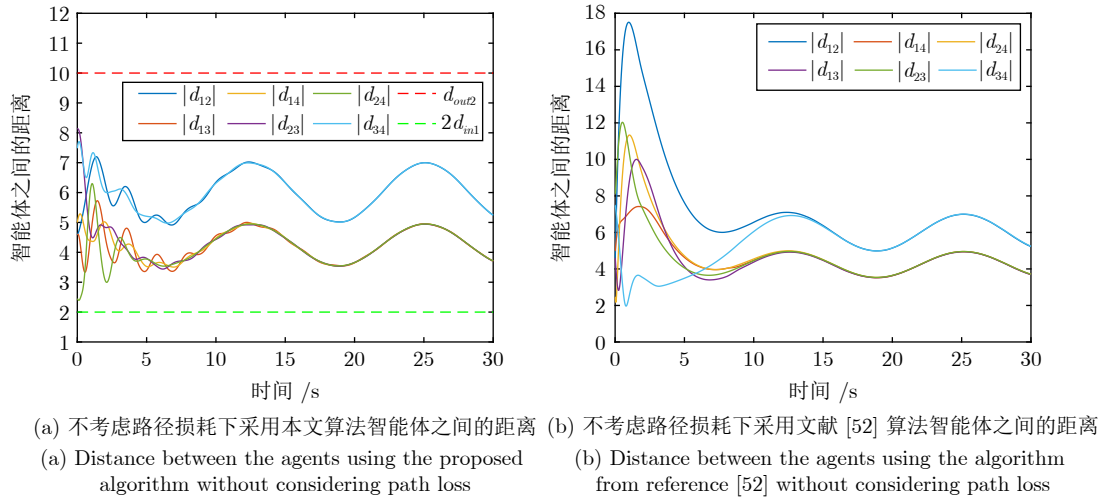 12
11
10
9
8
7
6
5
4
3
2
1
智能体之间的距离
|d12| |d14| |d24| dout2
|d13| |d23| |d34| 2din1
0 5 10 15 20 25 30
时间 /s
18
16
14
12
10
8
6
4
2
0
智能体之间的距离
|d12| |d14| |d24|
|d13| |d23| |d34|
0 5 10 15 20 25 30
时间 /s
(a) 不考虑路径损耗下采用本文算法智能体之间的距离
(a) Distance between the agents using the proposed
algorithm without considering path loss
(b) 不考虑路径损耗下采用文献 [52] 算法智能体之间的距离
(b) Distance between the agents using the algorithm
from reference [52] without considering path loss